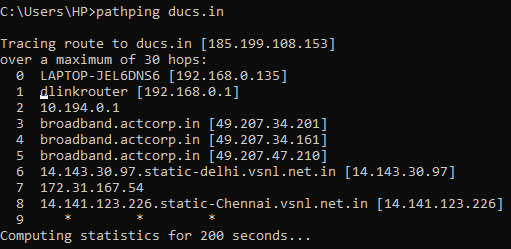 C:\Users\HP>pathping ducs.in
Tracing route to ducs.in [185.199.108.153]
over a maximum of 30 hops:
0 LAPTOP-JEL6DNS6 [192.168.0.135]
1 dlinkrouter [192.168.0.1]
2 10.194.0.1
3 broadband.actcorp.in [49.207.34.201]
4 broadband.actcorp.in [49.207.34.161]
5 broadband.actcorp.in [49.207.47.210]
6 14.143.30.97.static-delhi.vsnl.net.in [14.143.30.97]
7 172.31.167.54
8 14.141.123.226.static-Chennai.vsnl.net.in [14.141.123.226]
9 * * *
Computing statistics for 200 seconds...